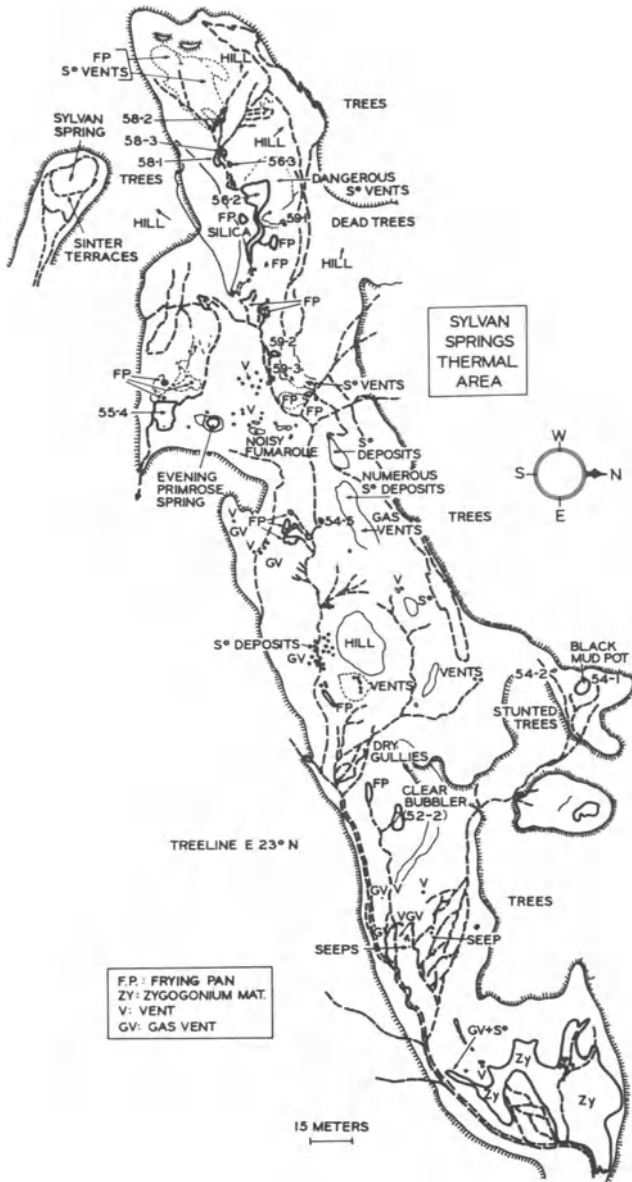 FP
S° VENTS
HILL
TREES
58-2
SYLVAN
SPRING
58-3
58-1
56-3
HILL
TREES
DANGEROUS
S° VENTS
56-2
FP
59-1
DEAD TREES
HILL
SILICA
FP
SINTER
TERRACES
FP
HILL
FP
SYLVAN
SPRINGS
THERMAL
AREA
59-2
V
59-3
FP
S° VENTS
FP
FP
55-4
V
NOISY
FUMAROLE
S°
DEPOSITS
W
S
N
E
EVENING
PRIMROSE
SPRING
NUMEROUS
S° DEPOSITS
V
GV
FP
54-5
GAS
VENTS
TREES
V
GV
V
S°
S° DEPOSITS
HILL
GV
BLACK
MUD POT
54-2
54-1
VENTS
VENTS
FP
STUNTED
TREES
DRY
GULLIES
FP
CLEAR
BUBBLER
(52-2)
TREELINE E 23° N
GV
V
V
TREES
VGV
GV
SEEP
SEEPS
F.P.: FRYING PAN
ZY: ZYGOGONIUM MAT.
V: VENT
GV: GAS VENT
GV+S°
V
Zy
Zy
Zy
15 METERS